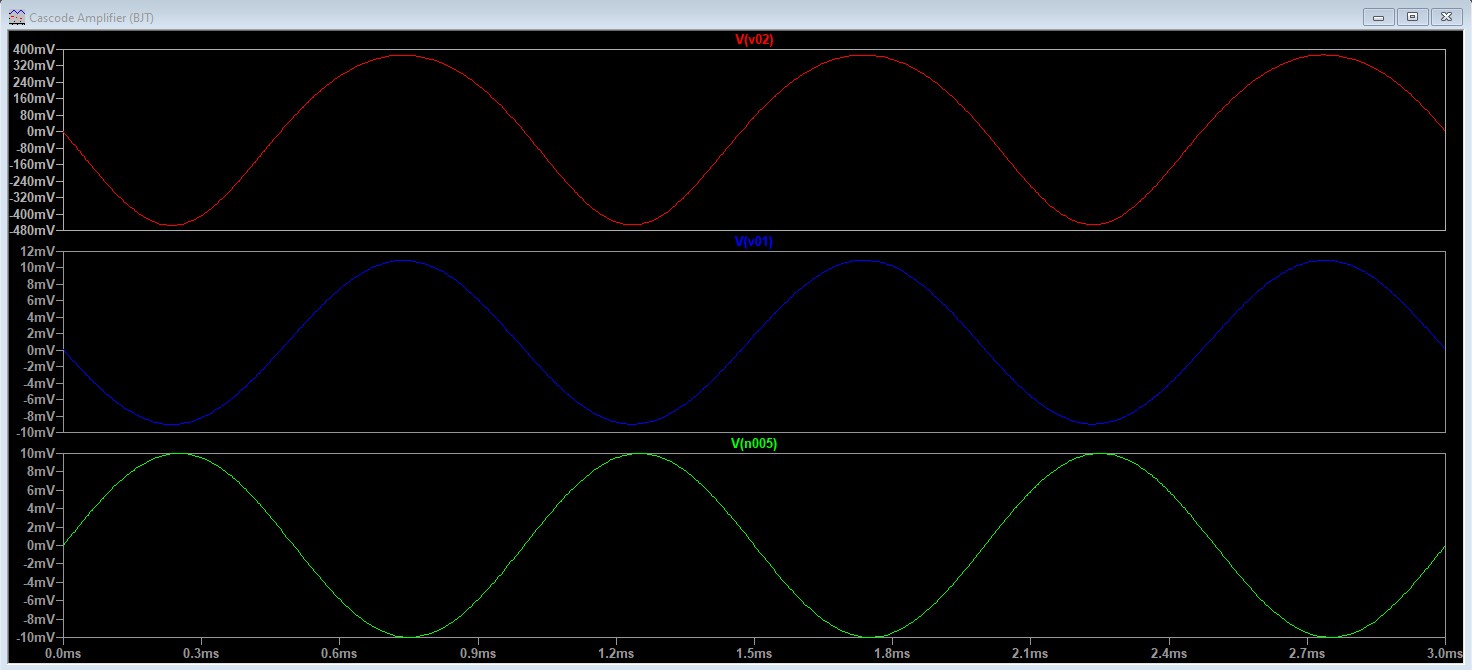 Cascode Amplifier (BJT)
V(v02)
400mV
320mV
240mV
160mV
80mV
0mV
-80mV
-160mV
-240mV
-320mV
-400mV
-480mV
V(v01)
12mV
10mV
8mV
6mV
4mV
2mV
0mV
-2mV
-4mV
-6mV
-8mV
-10mV
V(n005)
10mV
8mV
6mV
4mV
2mV
0mV
-2mV
-4mV
-6mV
-8mV
-10mV
0.0ms 0.3ms 0.6ms 0.9ms 1.2ms 1.5ms 1.8ms 2.1ms 2.4ms 2.7ms 3.0ms